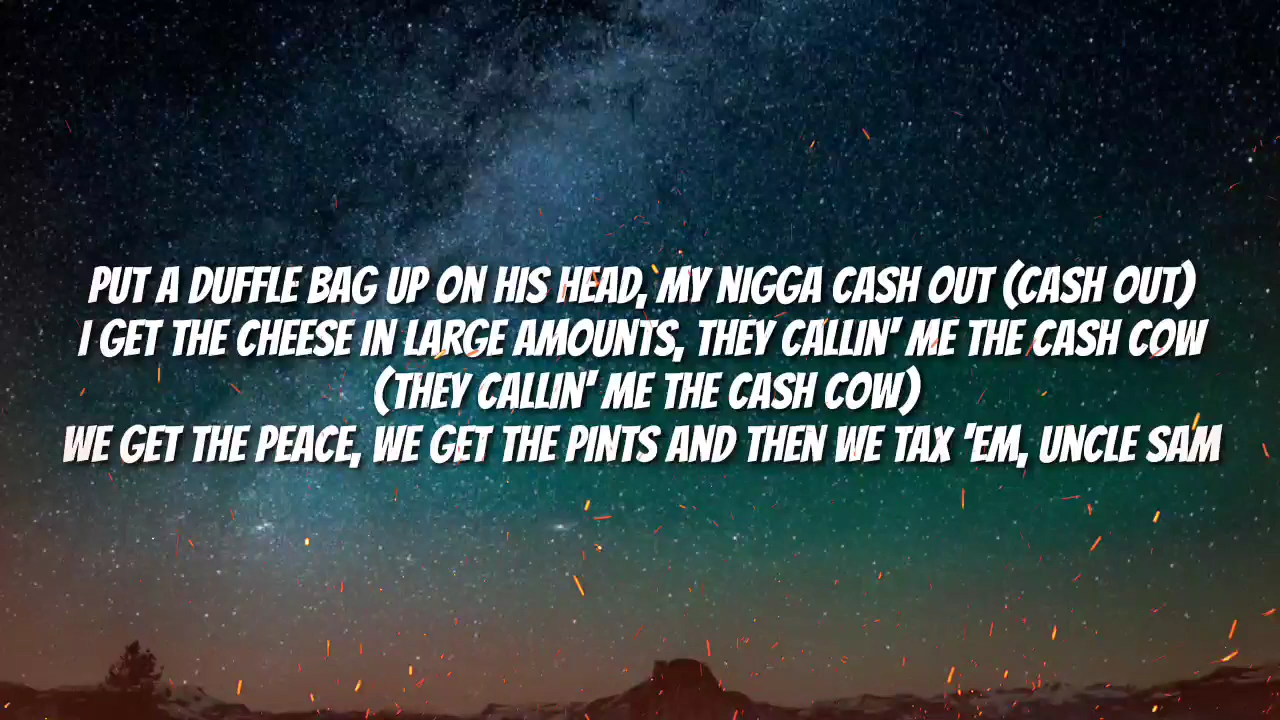 PUT A DUFFLE BAG UP ON HIS HEAD, MY NIGGA CASH OUT (CASH OUT)
I GET THE CHEESE IN LARGE AMOUNTS, THEY CALLIN' ME THE CASH COW
(THEY CALLIN' ME THE CASH COW)
WE GET THE PEACE, WE GET THE PINTS AND THEN WE TAX 'EM, UNCLE SAM